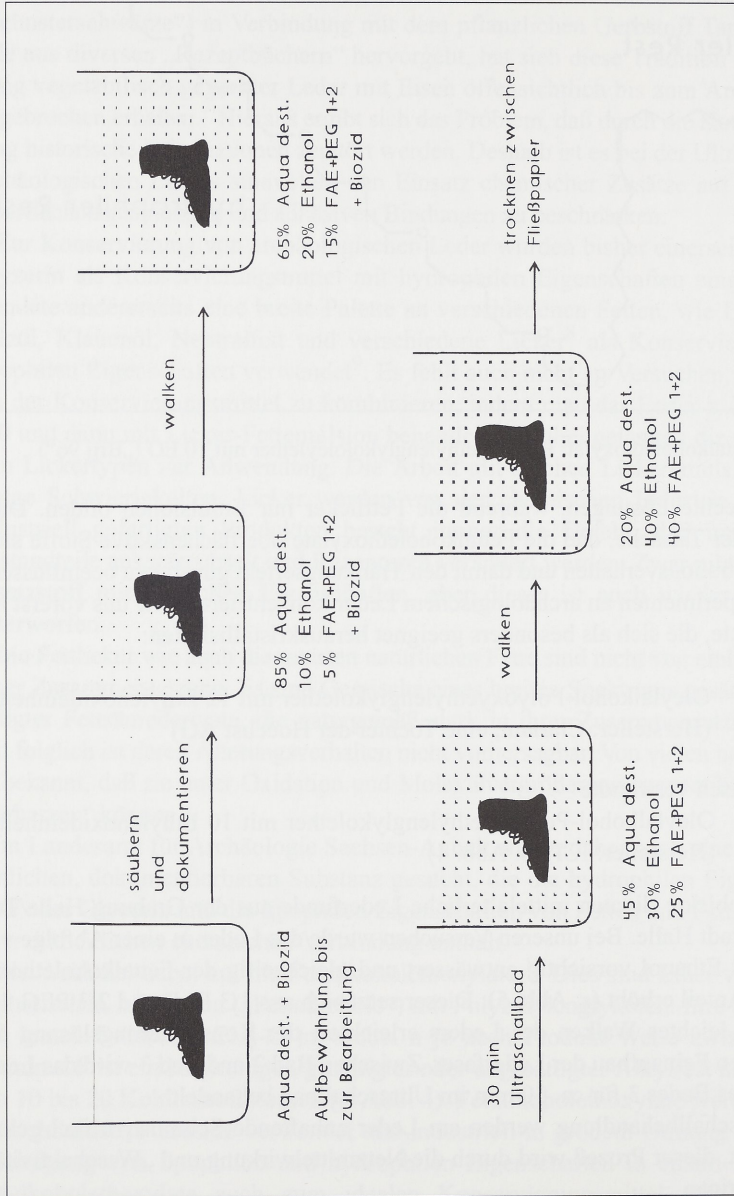 Aqua dest. + Biozid
Aufbewahrung bis
zur Bearbeitung
säubern
und
dokumentieren
85% Aqua dest.
10% Ethanol
5% FAE+PEG 1+2
+ Biozid
walken
65% Aqua dest.
20% Ethanol
15% FAE+PEG 1+2
+ Biozid
30 min
Ultraschallbad
45% Aqua dest.
30% Ethanol
25% FAE+PEG 1+2
walken
20% Aqua dest.
40% Ethanol
40% FAE+PEG 1+2
trocknen zwischen
Fließpapier